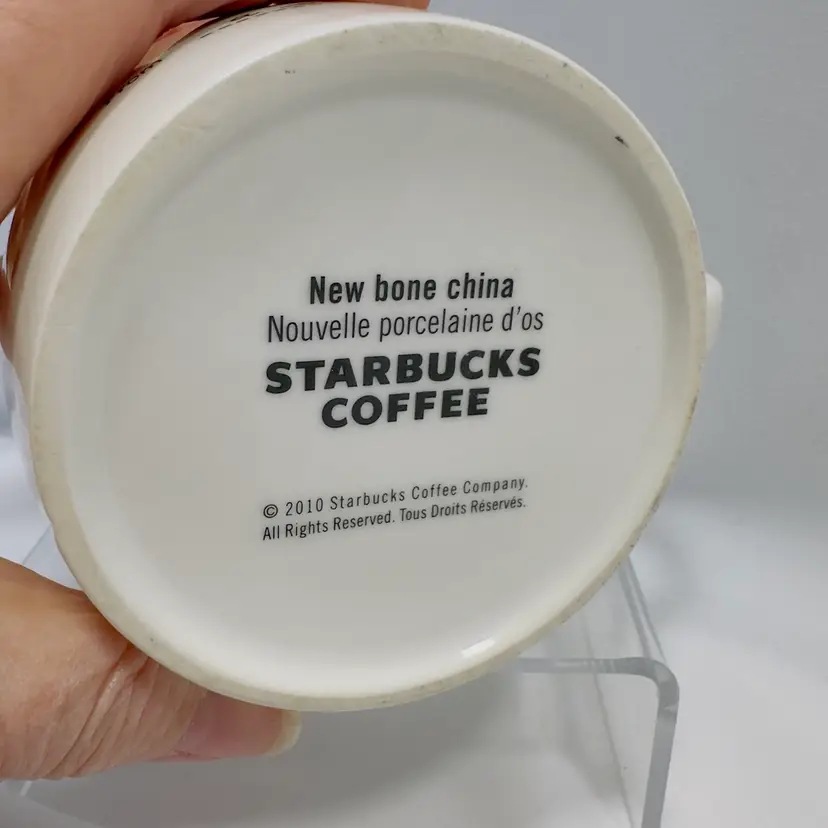 New bone china
Nouvelle porcelaine d'os
STARBUCKS
COFFEE
© 2010 Starbucks Coffee Company.
All Rights Reserved. Tous Droits Réservés.